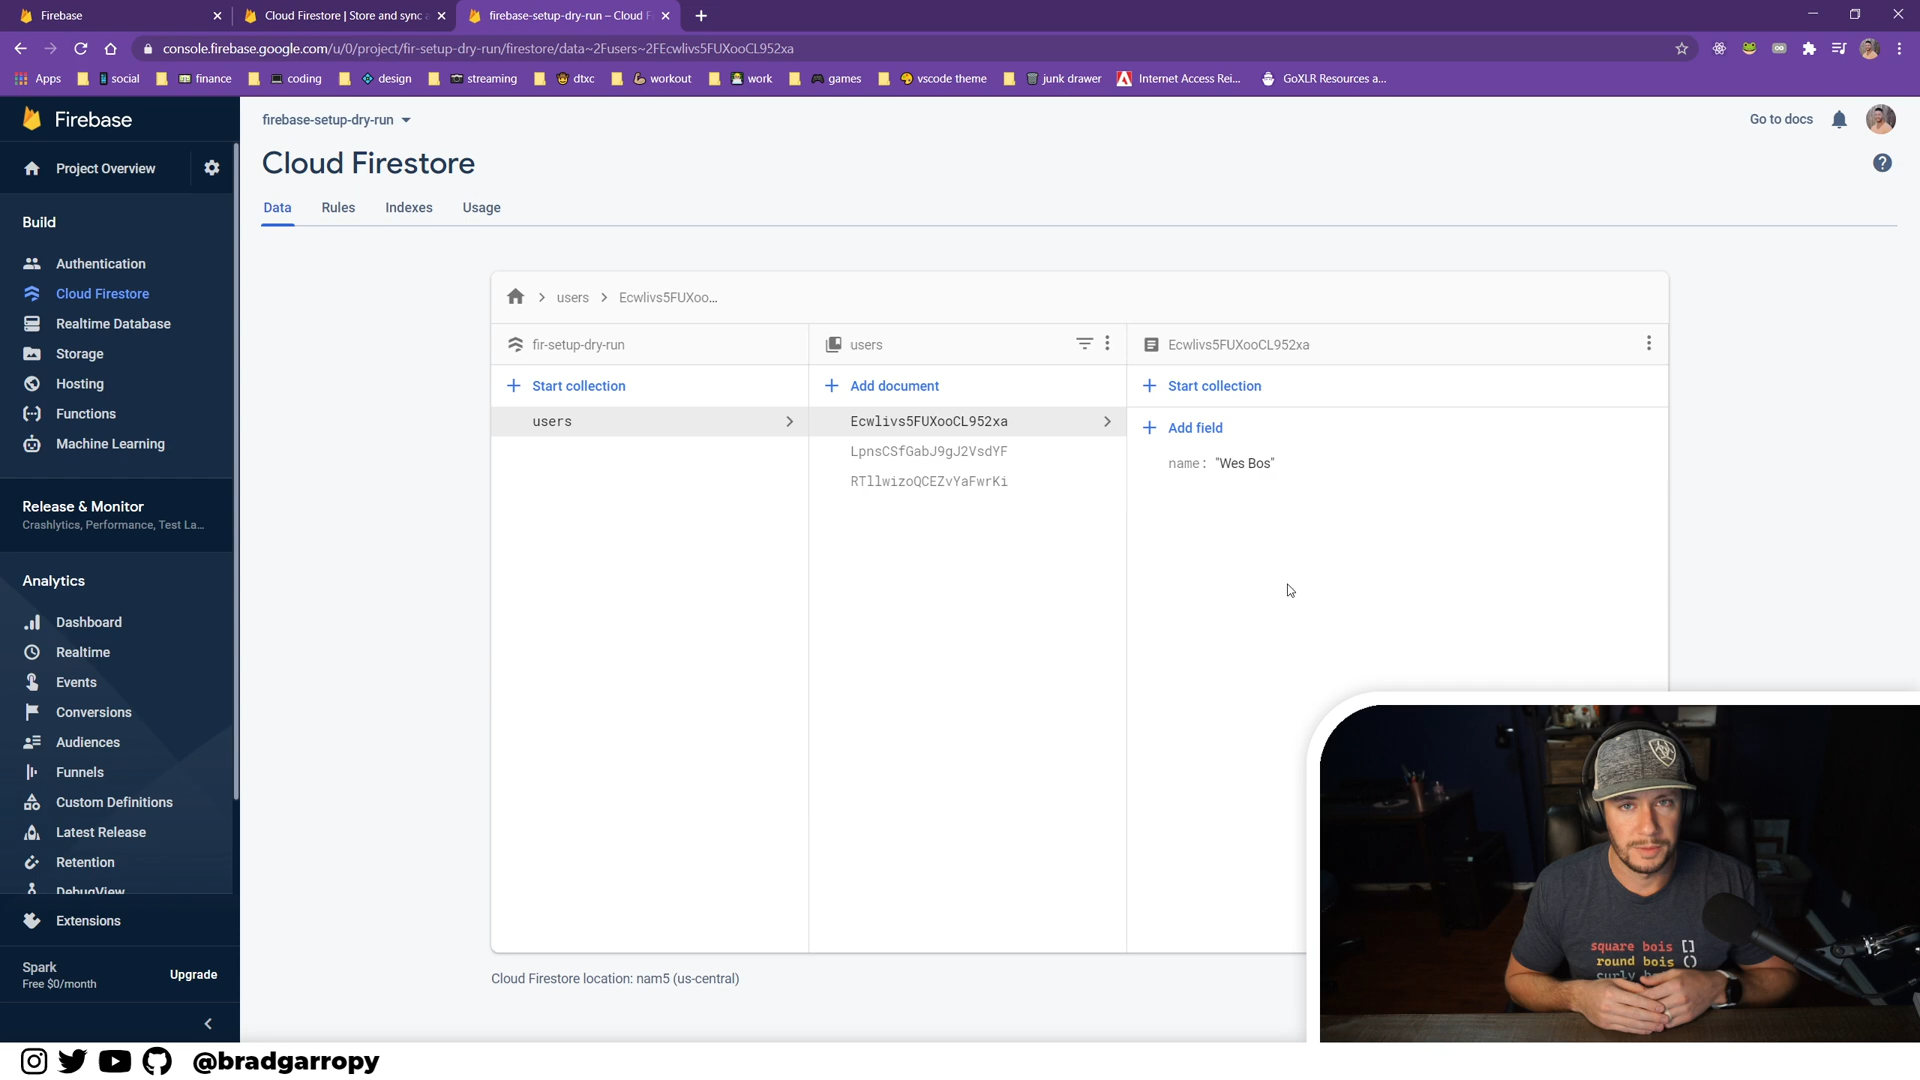 Firebase
Cloud Firestore | Store and sync
firebase-setup-dry-run – Cloud F
console.firebase.google.com/u/0/project/fir-setup-dry-run/firestore/data~2Fusers~2FEcwlivs5FUXooCL952xa
Apps social finance coding design streaming dtxc workout work games vscode theme junk drawer Internet Access Rei... GoXLR Resources a...
Firebase
firebase-setup-dry-run
Go to docs
Project Overview
Cloud Firestore
Data Rules Indexes Usage
Build
Authentication
Cloud Firestore
Realtime Database
Storage
Hosting
Functions
Machine Learning
Release & Monitor
Crashlytics, Performance, Test La...
Analytics
Dashboard
Realtime
Events
Conversions
Audiences
Funnels
Custom Definitions
Latest Release
Retention
DebugView
Extensions
Spark
Free $0/month
Upgrade
users
Ecwlivs5FUXoo...
fir-setup-dry-run
users
Ecwlivs5FUXooCL952xa
Start collection
Add document
Start collection
users
Ecwlivs5FUXooCL952xa
LpnsCSfGabJ9gJ2VsdYF
RTllwizoQCEZvYaFwrKi
Add field
name: "Wes Bos"
Cloud Firestore location: nam5 (us-central)
square bois []
round bois ()
@bradgarropy